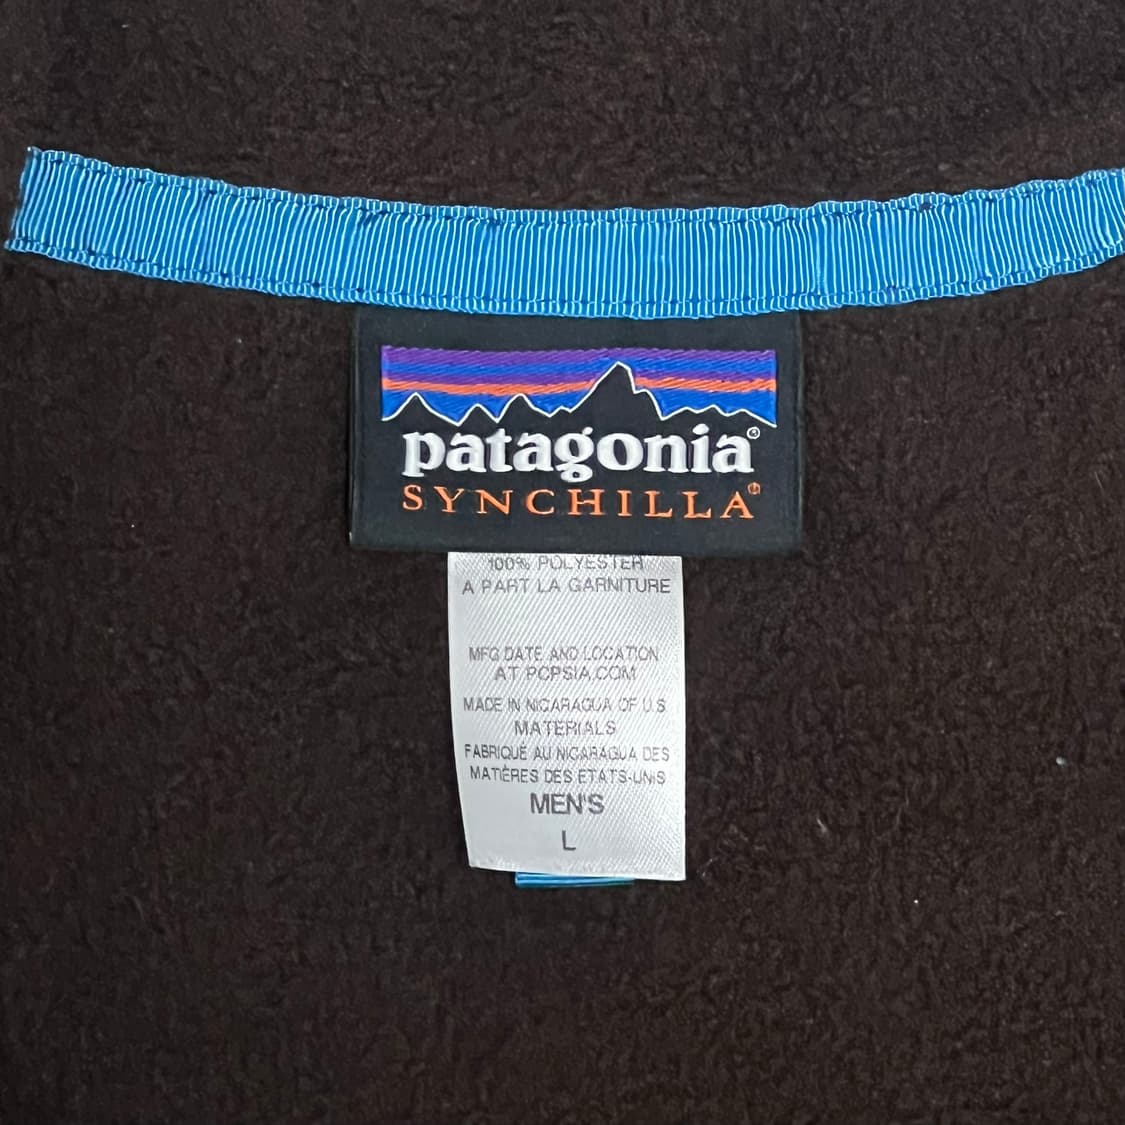 patagonia®
SYNCHILLA®
100% POLYESTER
A PART LA GARNITURE
MFG DATE AND LOCATION
AT PCPSIA.COM
MADE IN NICARAGUA OF U.S
MATERIALS
FABRIQUE AU NICARAGUA DES
MATIÈRES DES ETATS-UNIS
MEN'S
L